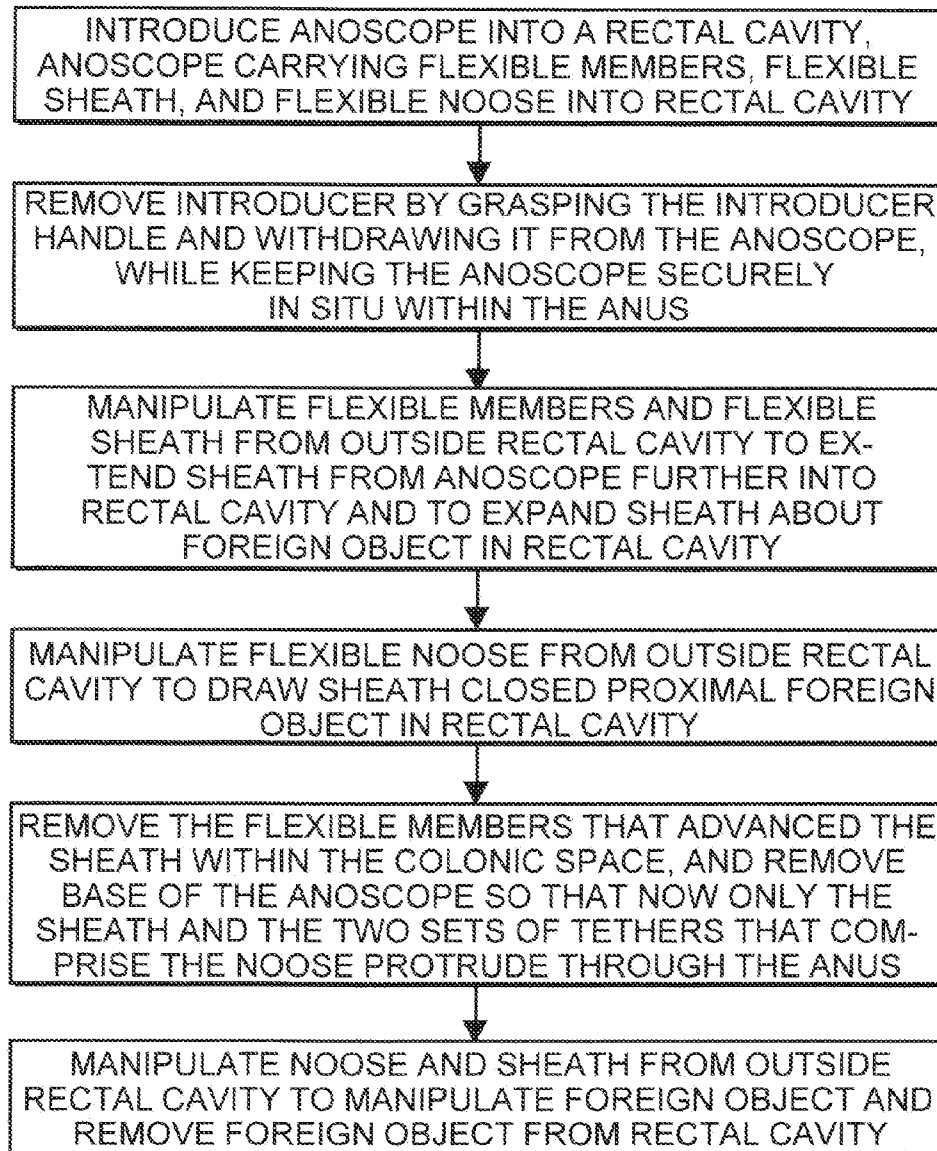 INTRODUCE ANOSCOPE INTO A RECTAL CAVITY,
ANOSCOPE CARRYING FLEXIBLE MEMBERS, FLEXIBLE
SHEATH, AND FLEXIBLE NOOSE INTO RECTAL CAVITY
REMOVE INTRODUCER BY GRASPING THE INTRODUCER
HANDLE AND WITHDRAWING IT FROM THE ANOSCOPE,
WHILE KEEPING THE ANOSCOPE SECURELY
IN SITU WITHIN THE ANUS
MANIPULATE FLEXIBLE MEMBERS AND FLEXIBLE
SHEATH FROM OUTSIDE RECTAL CAVITY TO EX-
TEND SHEATH FROM ANOSCOPE FURTHER INTO
RECTAL CAVITY AND TO EXPAND SHEATH ABOUT
FOREIGN OBJECT IN RECTAL CAVITY
MANIPULATE FLEXIBLE NOOSE FROM OUTSIDE RECTAL
CAVITY TO DRAW SHEATH CLOSED PROXIMAL FOREIGN
OBJECT IN RECTAL CAVITY
REMOVE THE FLEXIBLE MEMBERS THAT ADVANCED THE
SHEATH WITHIN THE COLONIC SPACE, AND REMOVE
BASE OF THE ANOSCOPE SO THAT NOW ONLY THE
SHEATH AND THE TWO SETS OF TETHERS THAT COM-
PRISE THE NOOSE PROTRUDE THROUGH THE ANUS
MANIPULATE NOOSE AND SHEATH FROM OUTSIDE
RECTAL CAVITY TO MANIPULATE FOREIGN OBJECT AND
REMOVE FOREIGN OBJECT FROM RECTAL CAVITY